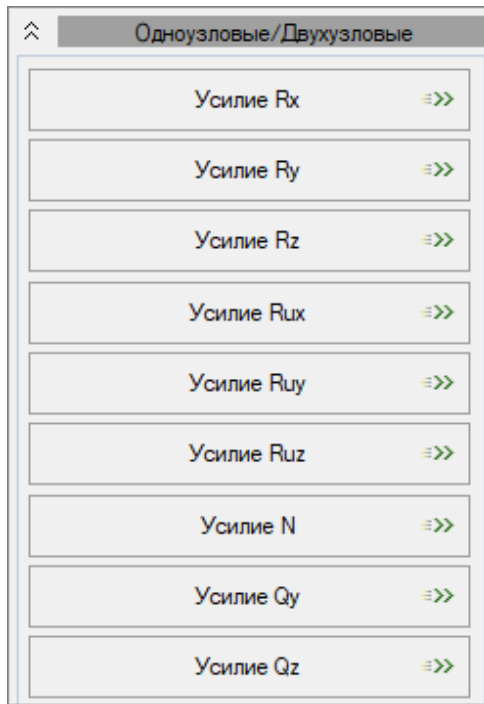 Одноузловые/Двухузловые
Усилие Rx
Усилие Ry
Усилие Rz
Усилие Rux
Усилие Ruy
Усилие Ruz
Усилие N
Усилие Qy
Усилие Qz